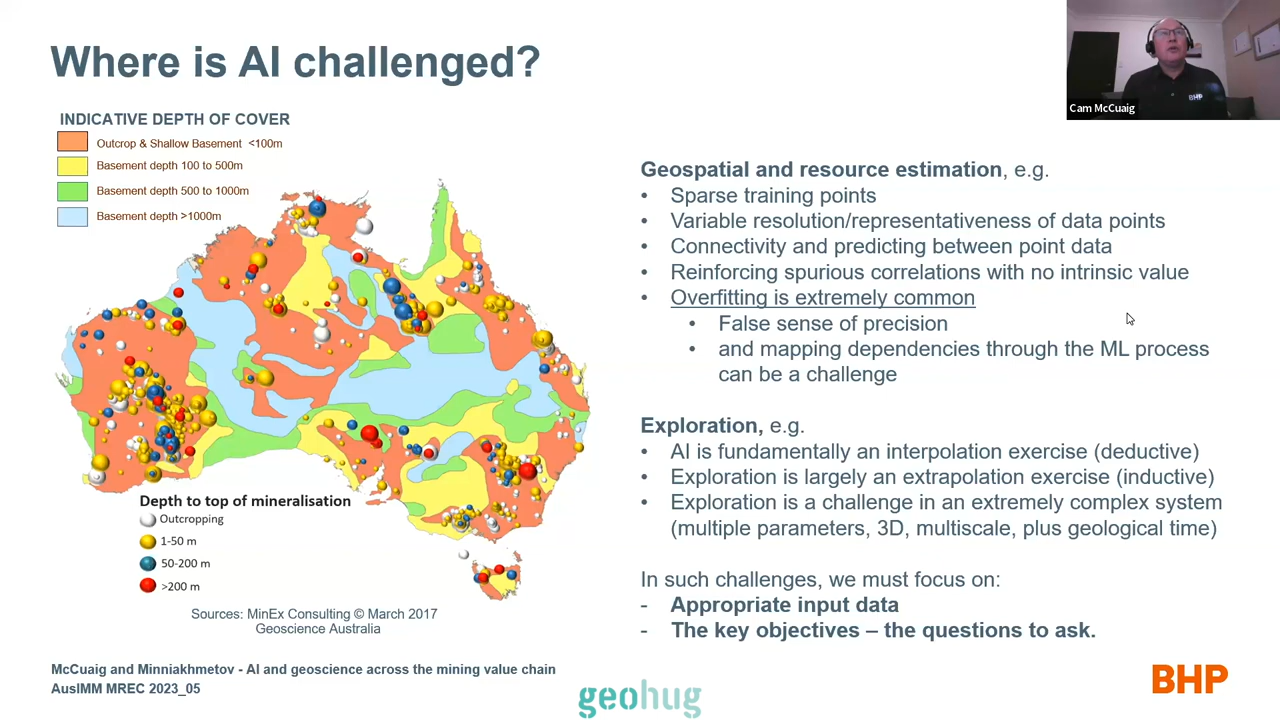 Where is AI challenged?
BHP
Cam McCuaig
INDICATIVE DEPTH OF COVER
Outcrop & Shallow Basement <100m
Basement depth 100 to 500m
Basement depth 500 to 1000m
Basement depth >1000m
Depth to top of mineralisation
Outcropping
1-50 m
50-200 m
>200 m
Sources: MinEx Consulting © March 2017
Geoscience Australia
Geospatial and resource estimation, e.g.
• Sparse training points
• Variable resolution/representativeness of data points
• Connectivity and predicting between point data
• Reinforcing spurious correlations with no intrinsic value
• Overfitting is extremely common
• False sense of precision
• and mapping dependencies through the ML process
can be a challenge
Exploration, e.g.
• AI is fundamentally an interpolation exercise (deductive)
• Exploration is largely an extrapolation exercise (inductive)
• Exploration is a challenge in an extremely complex system
(multiple parameters, 3D, multiscale, plus geological time)
In such challenges, we must focus on:
- Appropriate input data
- The key objectives – the questions to ask.
McCuaig and Minniakhmetov - AI and geoscience across the mining value chain
AusIMM MREC 2023_05
geohug
BHP